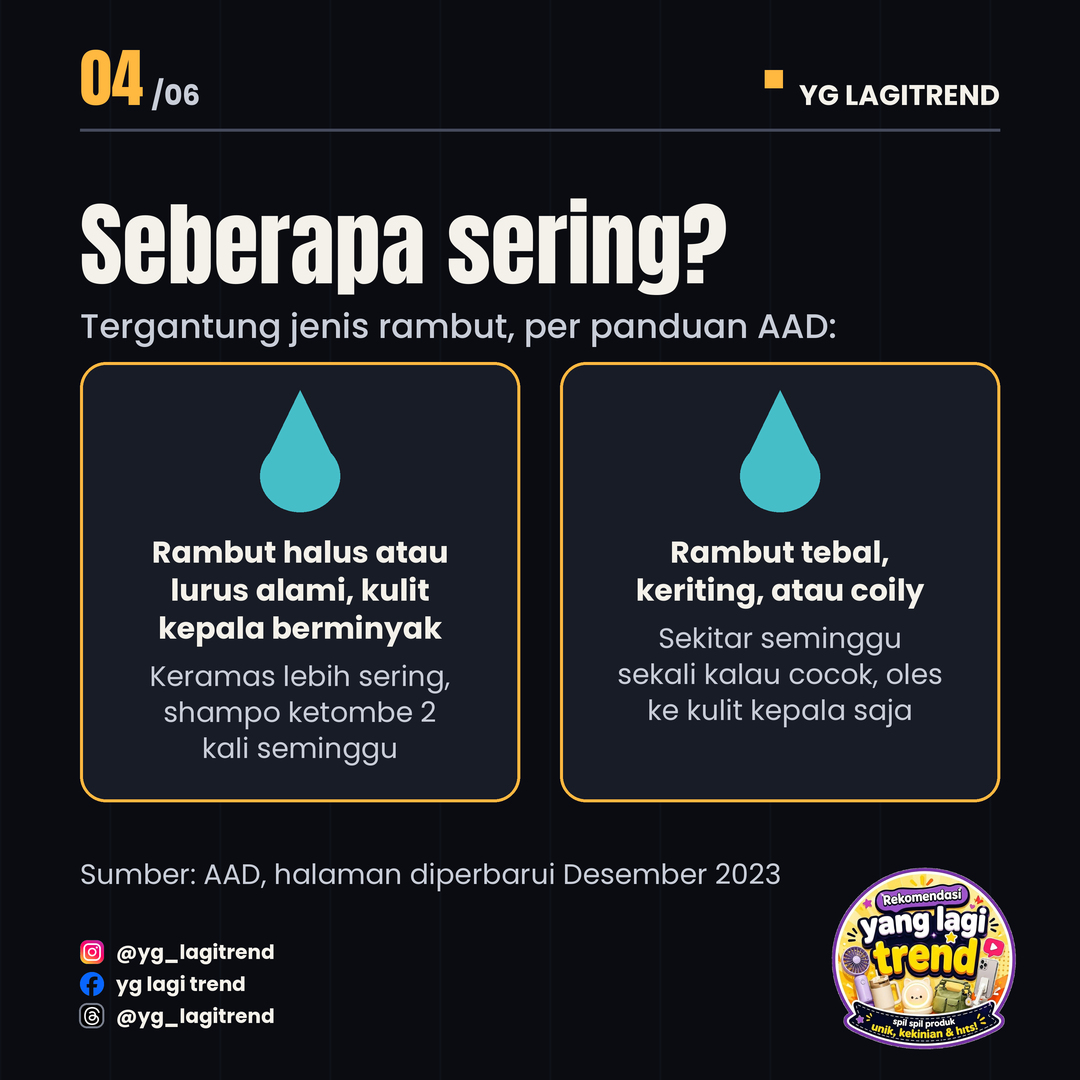 04 /06
YG LAGITREND
Seberapa sering?
Tergantung jenis rambut, per panduan AAD:
Rambut halus atau
lurus alami, kulit
kepala berminyak
Keramas lebih sering,
shampo ketombe 2
kali seminggu
Rambut tebal,
keriting, atau coily
Sekitar seminggu
sekali kalau cocok, oles
ke kulit kepala saja
Sumber: AAD, halaman diperbarui Desember 2023
@yg_lagitrend
yg lagi trend
@yg_lagitrend
Rekomendasi
yang lagi
trend
spil spil produk
unik, kekinian & hits!